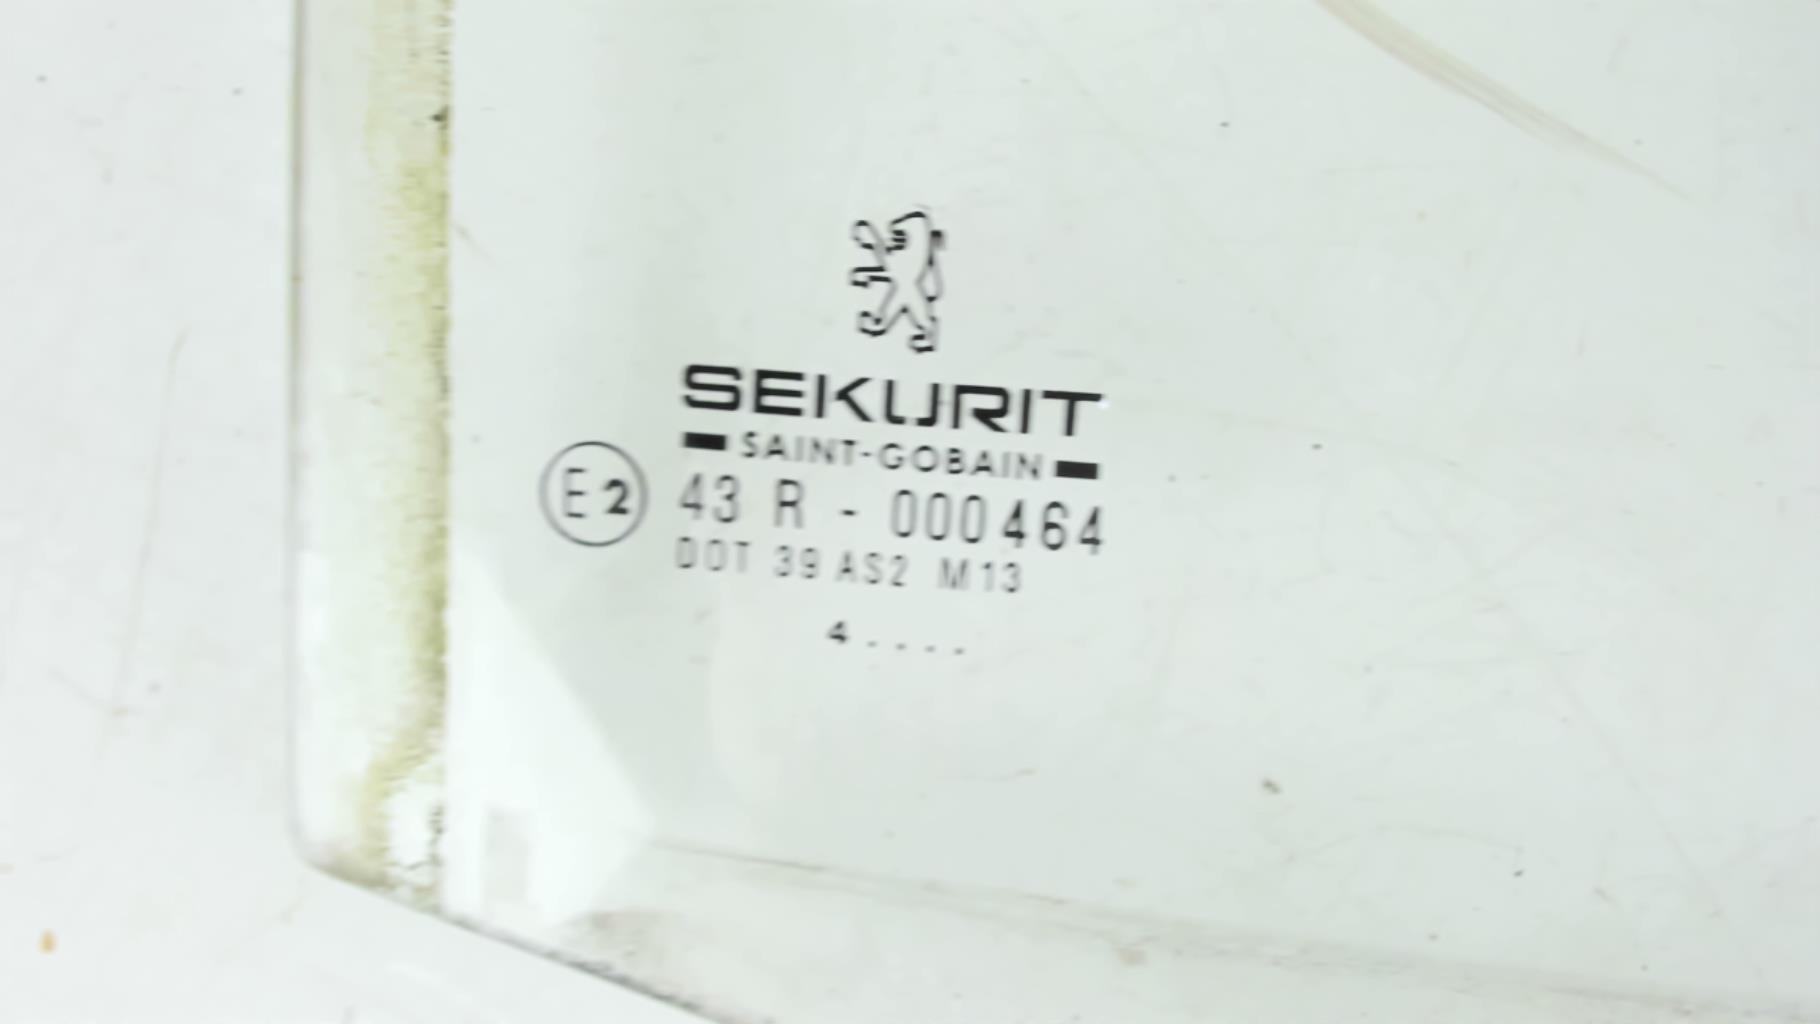 SEKURIT
SAINT-GOBAIN
E2 43 R - 000464
DOT 39 AS2 M13
4 . . . .